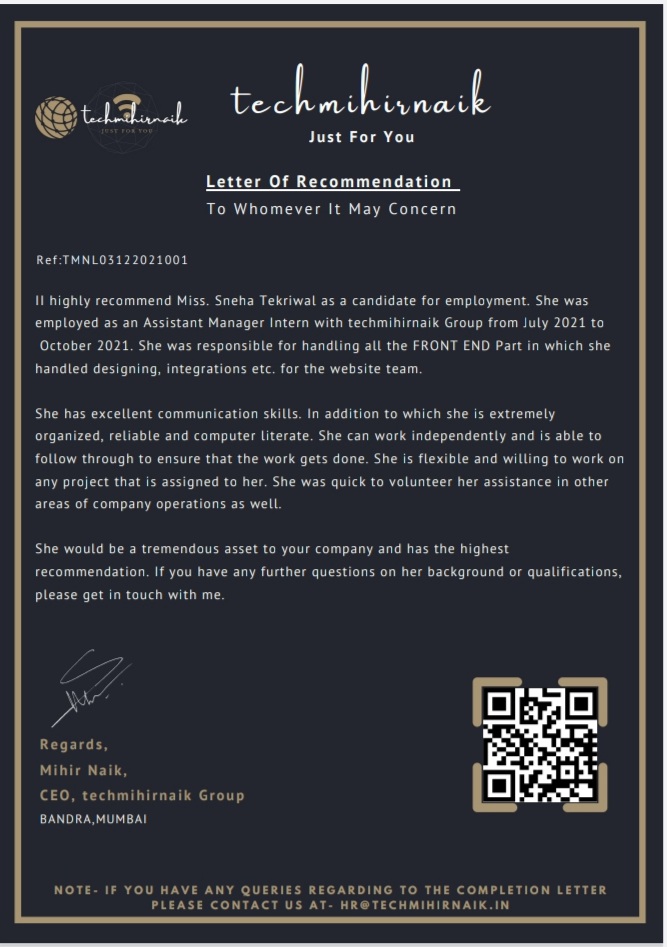 techmihirnaik
JUST FOR YOU
techmihirnaik
Just For You
Letter Of Recommendation
To Whomever It May Concern
Ref:TMNL03122021001
II highly recommend Miss. Sneha Tekriwal as a candidate for employment. She was
employed as an Assistant Manager Intern with techmihirnaik Group from July 2021 to
October 2021. She was responsible for handling all the FRONT END Part in which she
handled designing, integrations etc. for the website team.
She has excellent communication skills. In addition to which she is extremely
organized, reliable and computer literate. She can work independently and is able to
follow through to ensure that the work gets done. She is flexible and willing to work on
any project that is assigned to her. She was quick to volunteer her assistance in other
areas of company operations as well.
She would be a tremendous asset to your company and has the highest
recommendation. If you have any further questions on her background or qualifications,
please get in touch with me.
Regards,
Mihir Naik,
CEO, techmihirnaik Group
BANDRA,MUMBAI
NOTE- IF YOU HAVE ANY QUERIES REGARDING TO THE COMPLETION LETTER
PLEASE CONTACT US AT- HR@TECHMIHIRNAIK.IN